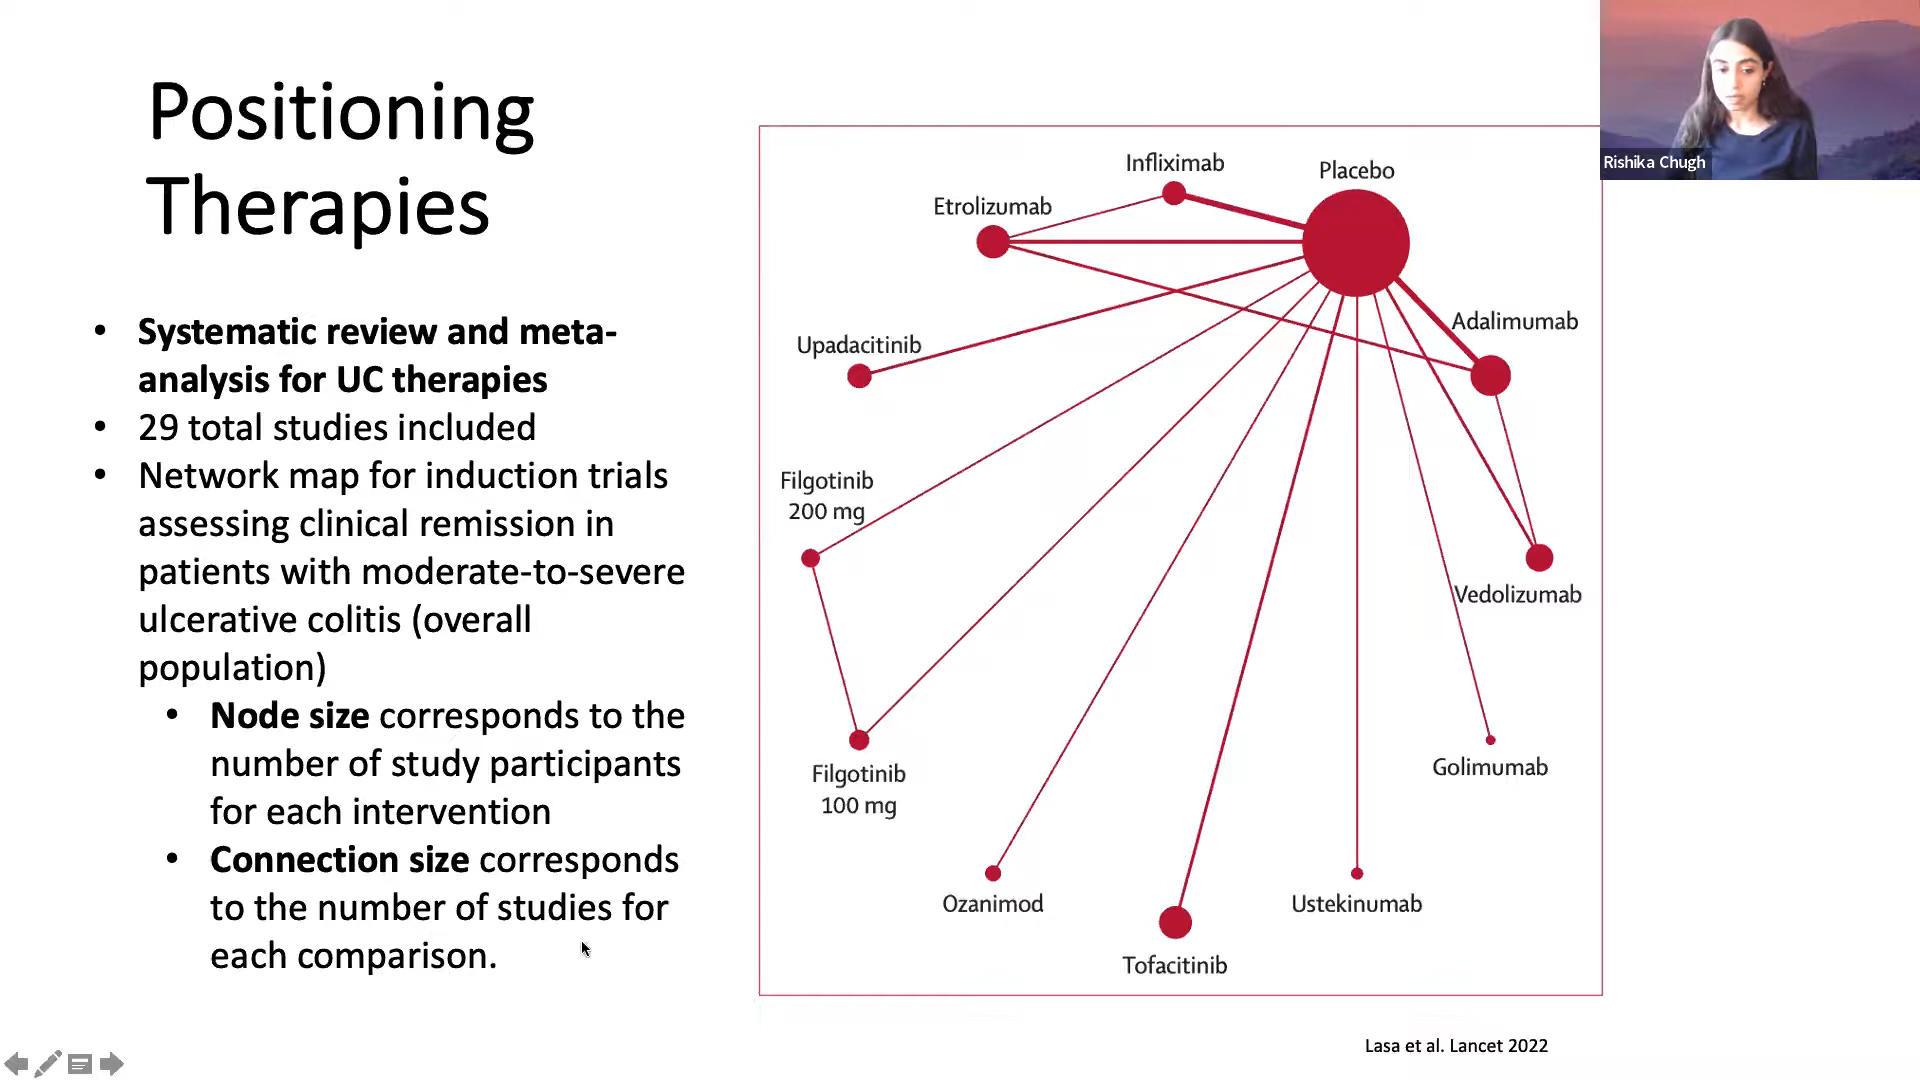 Positioning
Therapies
• Systematic review and meta-
analysis for UC therapies
• 29 total studies included
• Network map for induction trials
assessing clinical remission in
patients with moderate-to-severe
ulcerative colitis (overall
population)
• Node size corresponds to the
number of study participants
for each intervention
• Connection size corresponds
to the number of studies for
each comparison.
Infliximab
Placebo
Etrolizumab
Adalimumab
Upadacitinib
Filgotinib
200 mg
Vedolizumab
Filgotinib
100 mg
Golimumab
Ozanimod
Ustekinumab
Tofacitinib
Lasa et al. Lancet 2022
Rishika Chugh